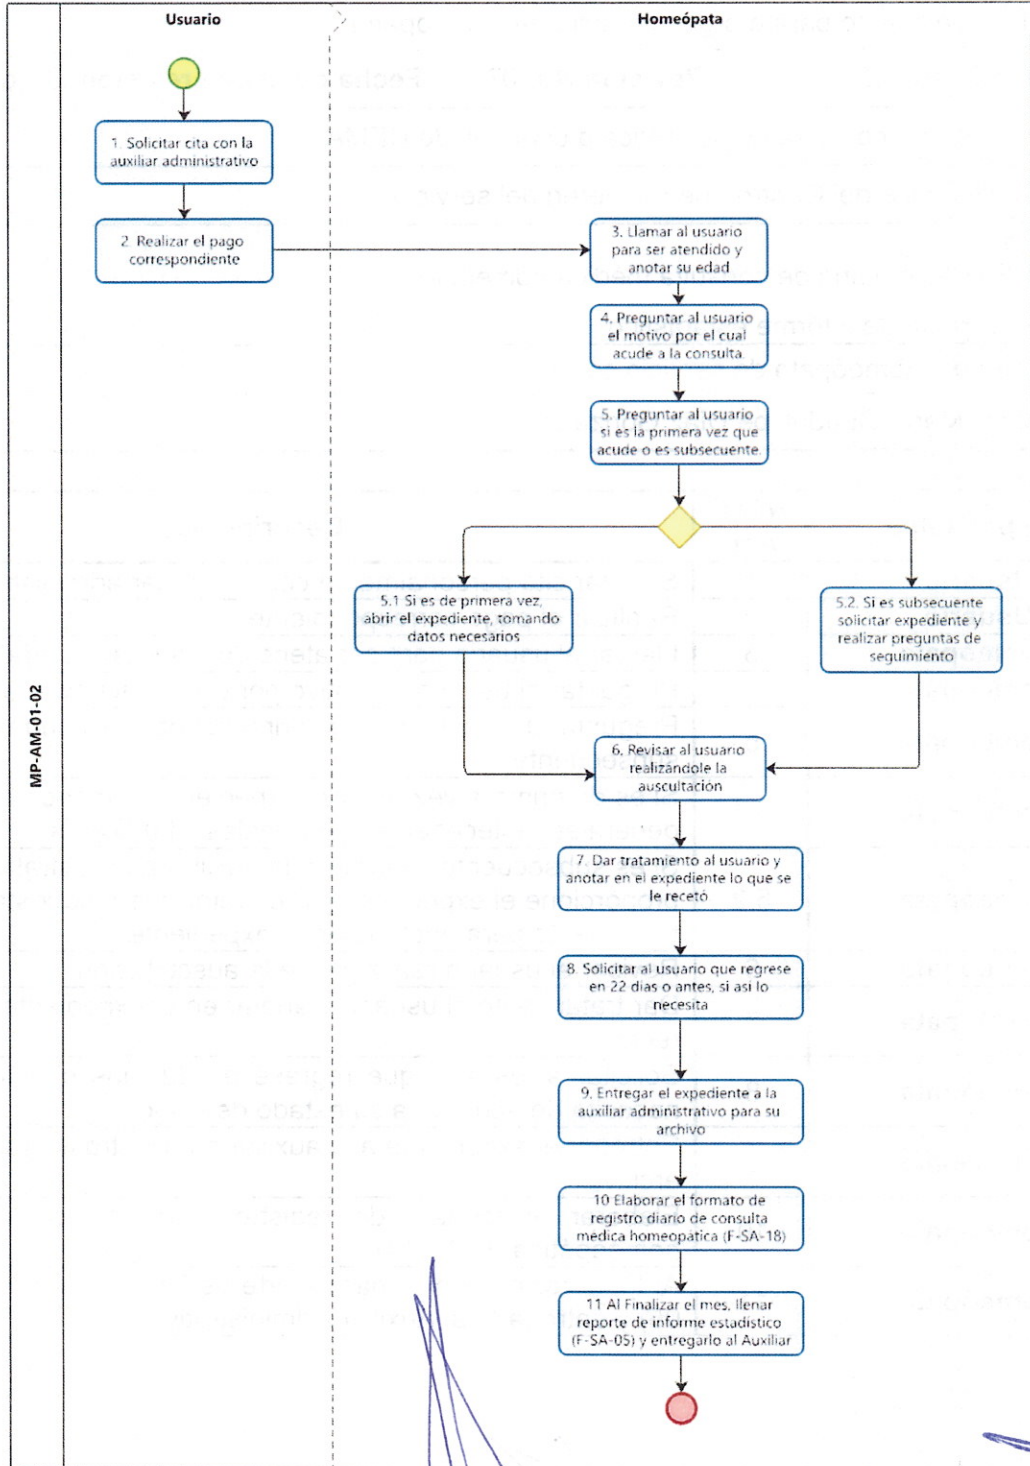 Usuario
Homeópata
MP-AM-01-02
1. Solicitar cita con la
auxiliar administrativo
2. Realizar el pago
correspondiente
3. Llamar al usuario
para ser atendido y
anotar su edad
4. Preguntar al usuario
el motivo por el cual
acude a la consulta.
5. Preguntar al usuario
si es la primera vez que
acude o es subsecuente.
5.1 Si es de primera vez,
abrir el expediente, tomando
datos necesarios
5.2. Si es subsecuente
solicitar expediente y
realizar preguntas de
seguimiento
6. Revisar al usuario
realizándole la
auscultación
7. Dar tratamiento al usuario y
anotar en el expediente lo que se
le recetó
8. Solicitar al usuario que regrese
en 22 dias o antes, si asi lo
necesita
9. Entregar el expediente a la
auxiliar administrativo para su
archivo
10 Elaborar el formato de
registro diario de consulta
medica homeopática (F-SA-18)
11 Al Finalizar el mes, llenar
reporte de informe estadístico
(F-SA-05) y entregarlo al Auxiliar